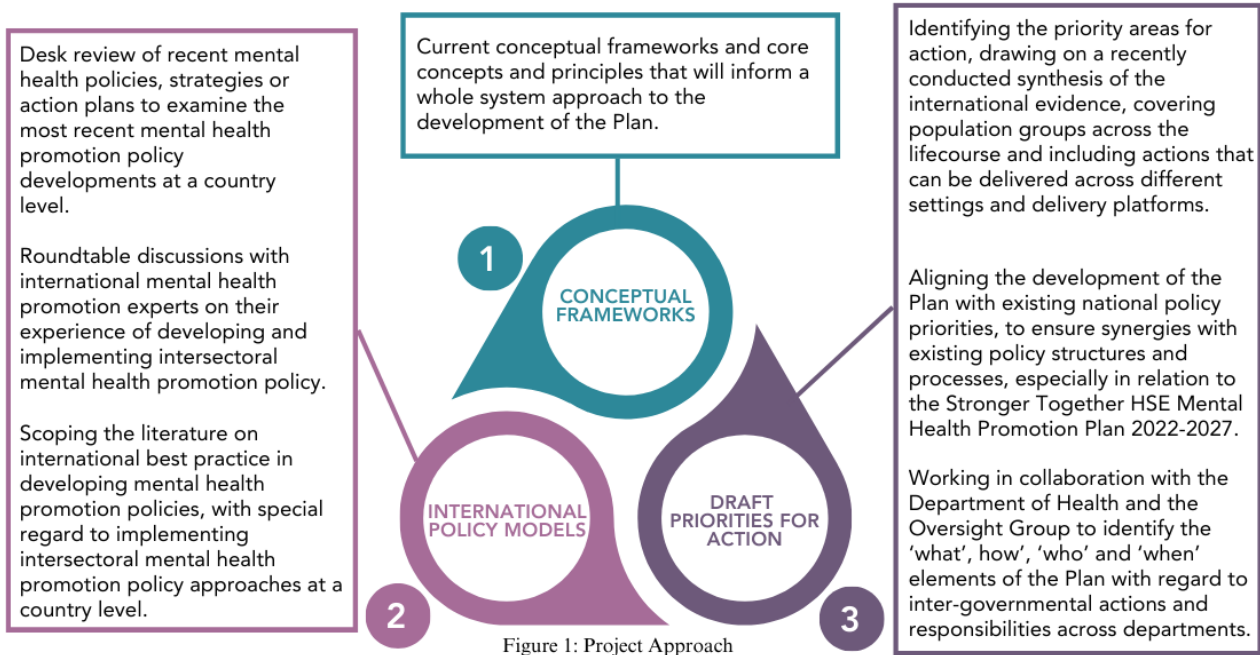 Desk review of recent mental
health policies, strategies or
action plans to examine the
most recent mental health
promotion policy
developments at a country
level.
Roundtable discussions with
international mental health
promotion experts on their
experience of developing and
implementing intersectoral
mental health promotion policy.
Scoping the literature on
international best practice in
developing mental health
promotion policies, with special
regard to implementing
intersectoral mental health
promotion policy approaches at a
country level.
Current conceptual frameworks and core
concepts and principles that will inform a
whole system approach to the
development of the Plan.
1
CONCEPTUAL
FRAMEWORKS
INTERNATIONAL
POLICY MODELS
2
DRAFT
PRIORITIES FOR
ACTION
3
Identifying the priority areas for
action, drawing on a recently
conducted synthesis of the
international evidence, covering
population groups across the
lifecourse and including actions that
can be delivered across different
settings and delivery platforms.
Aligning the development of the
Plan with existing national policy
priorities, to ensure synergies with
existing policy structures and
processes, especially in relation to
the Stronger Together HSE Mental
Health Promotion Plan 2022-2027.
Working in collaboration with the
Department of Health and the
Oversight Group to identify the
‘what’, how’, ‘who’ and ‘when’
elements of the Plan with regard to
inter-governmental actions and
responsibilities across departments.
Figure 1: Project Approach